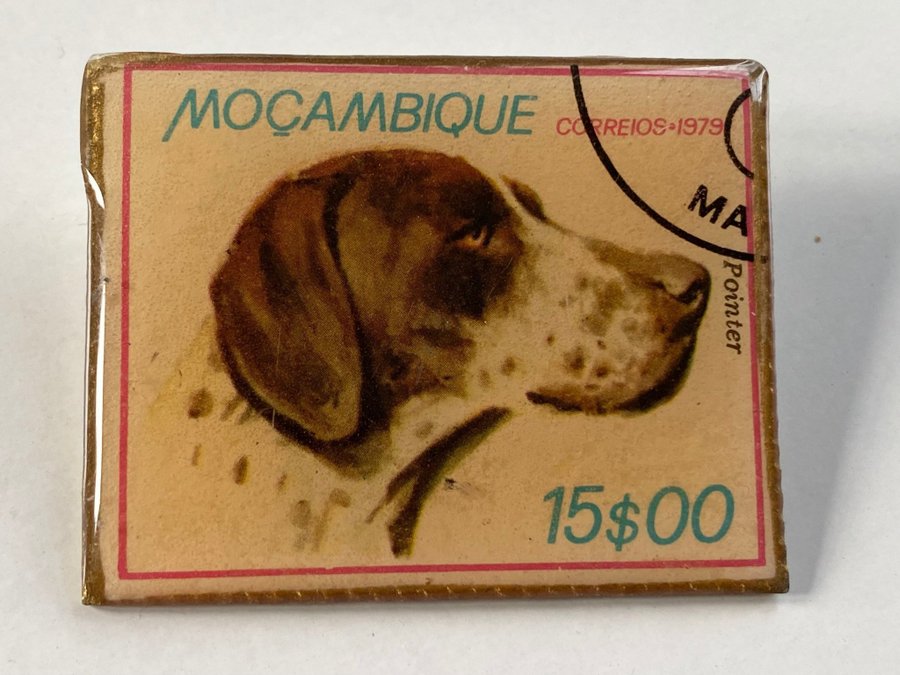 MOÇAMBIQUE
CORREIOS•1979
MA
Pointer
15$00